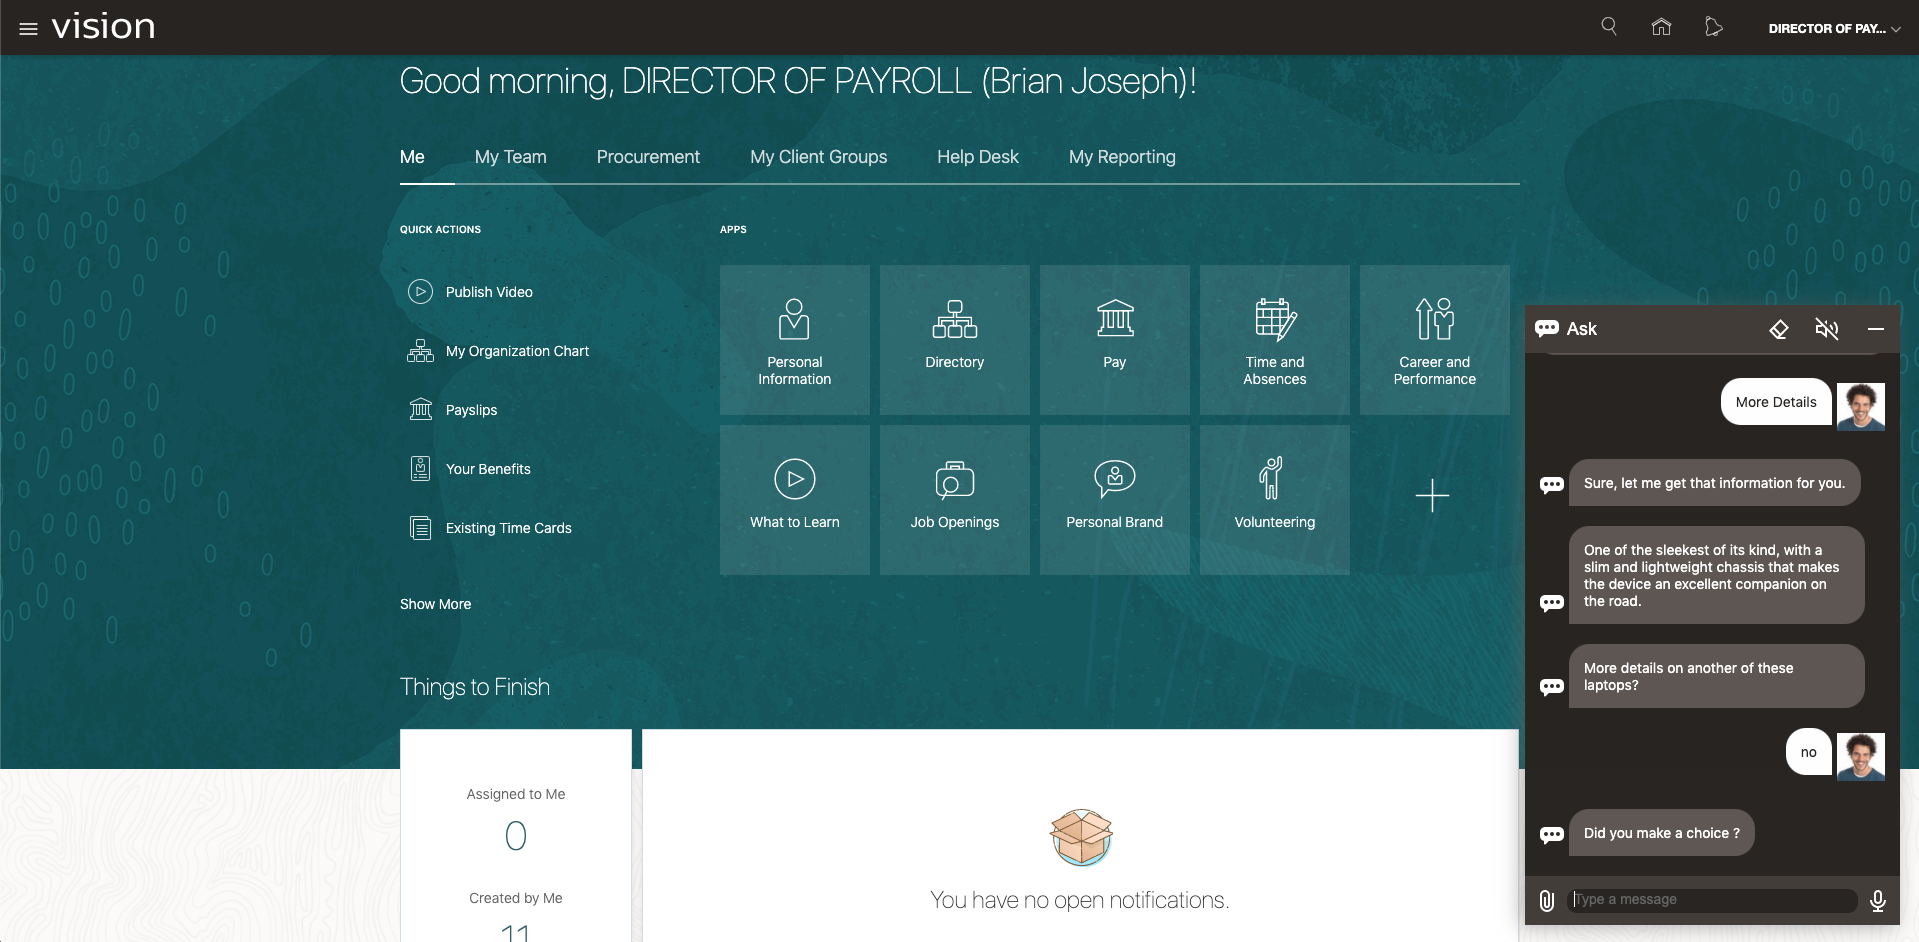 vision
DIRECTOR OF PAY...
Good morning, DIRECTOR OF PAYROLL (Brian Joseph)!
Me
My Team
Procurement
My Client Groups
Help Desk
My Reporting
QUICK ACTIONS
Publish Video
My Organization Chart
Payslips
Your Benefits
Existing Time Cards
Show More
APPS
Personal
Information
Directory
Pay
Time and
Absences
Career and
Performance
What to Learn
Job Openings
Personal Brand
Volunteering
Things to Finish
Assigned to Me
0
Created by Me
11
You have no open notifications.
Ask
More Details
Sure, let me get that information for you.
One of the sleekest of its kind, with a
slim and lightweight chassis that makes
the device an excellent companion on
the road.
More details on another of these
laptops?
no
Did you make a choice ?
Type a message